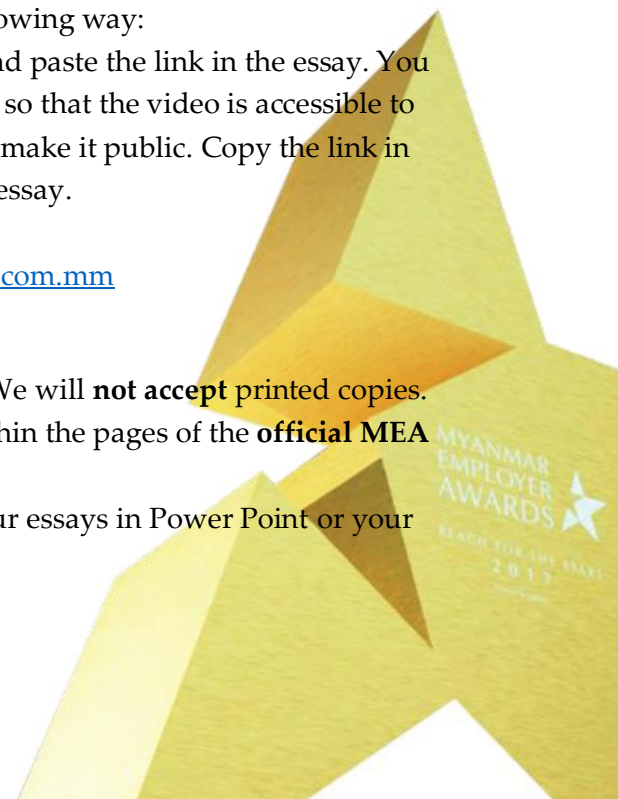 owing way:
nd paste the link in the essay. You
so that the video is accessible to
make it public. Copy the link in
essay.
.com.mm
We will not accept printed copies.
hin the pages of the official MEA
ur essays in Power Point or your
MYANMAR
EMPLOYER
AWARDS
REACH FOR THE STARS
2017